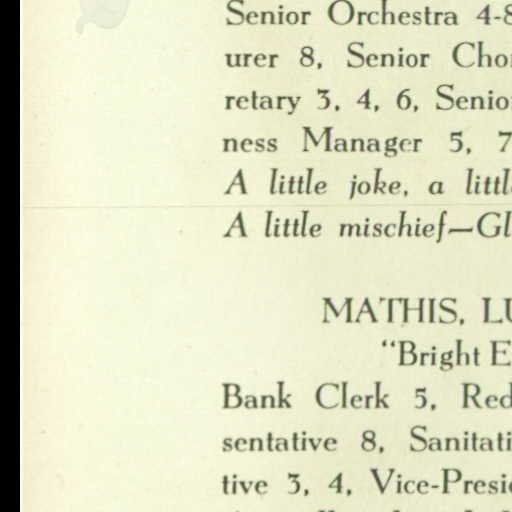 Senior Orchestra 4-8
urer 8, Senior Cho
retary 3, 4, 6, Senio
ness Manager 5, 7
A little joke, a littl
A little mischief—Gl
MATHIS, LU
"Bright E
Bank Clerk 5, Red
sentative 8, Sanitati
tive 3, 4, Vice-Presi